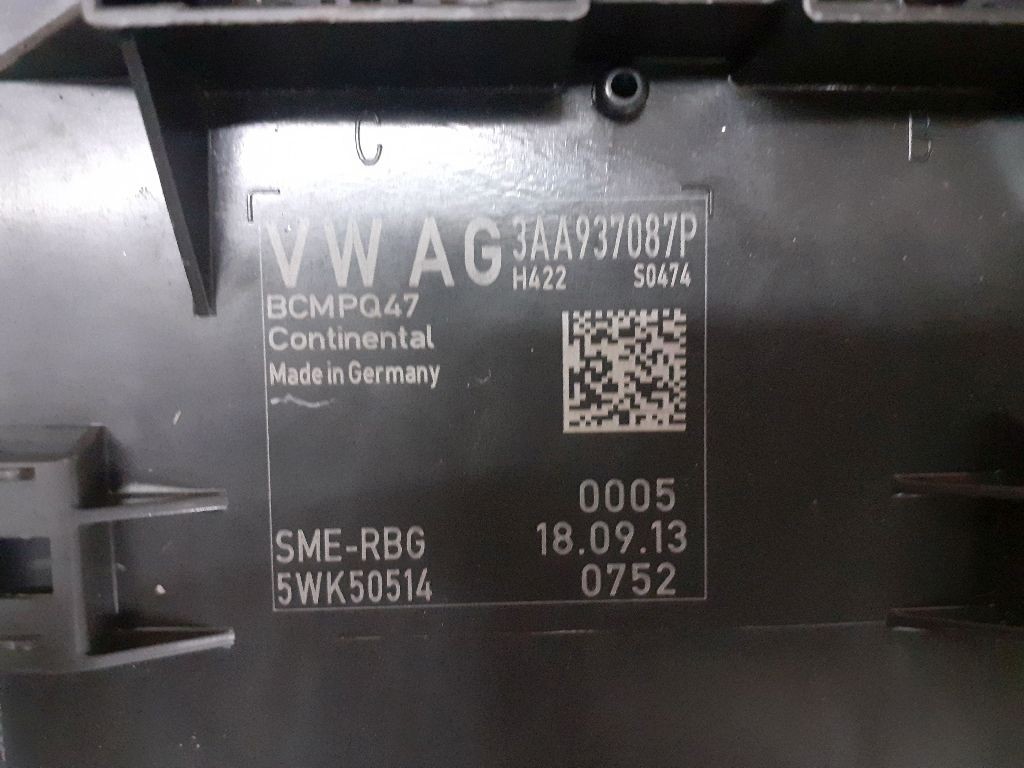 C B
VW AG 3AA937087P
H422 S0474
BCMPQ47
Continental
Made in Germany
0005
SME-RBG 18.09.13
5WK50514 0752